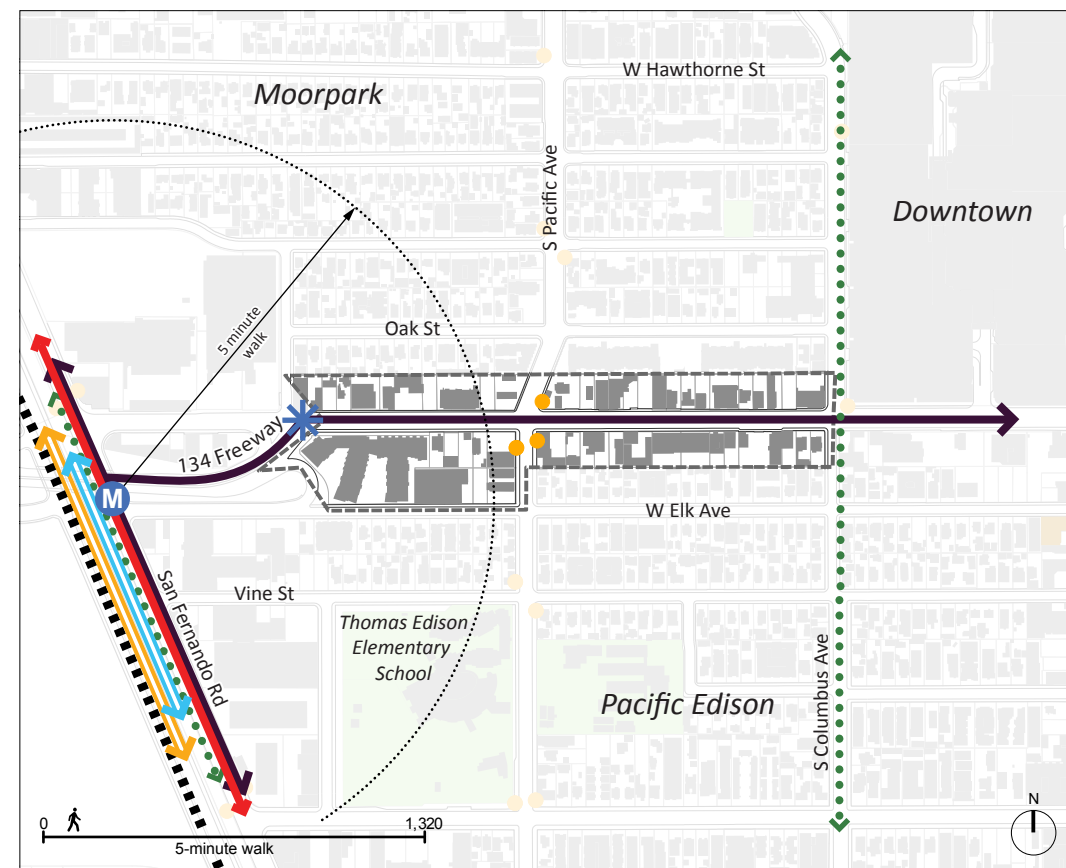 W Hawthorne St
Moorpark
S Pacific Ave
Downtown
5 minute
walk
Oak St
134 Freeway
M
W Elk Ave
San Fernando Rd
Vine St
Thomas Edison
Elementary
School
Pacific Edison
S Columbus Ave
N
0
1,320
5-minute walk